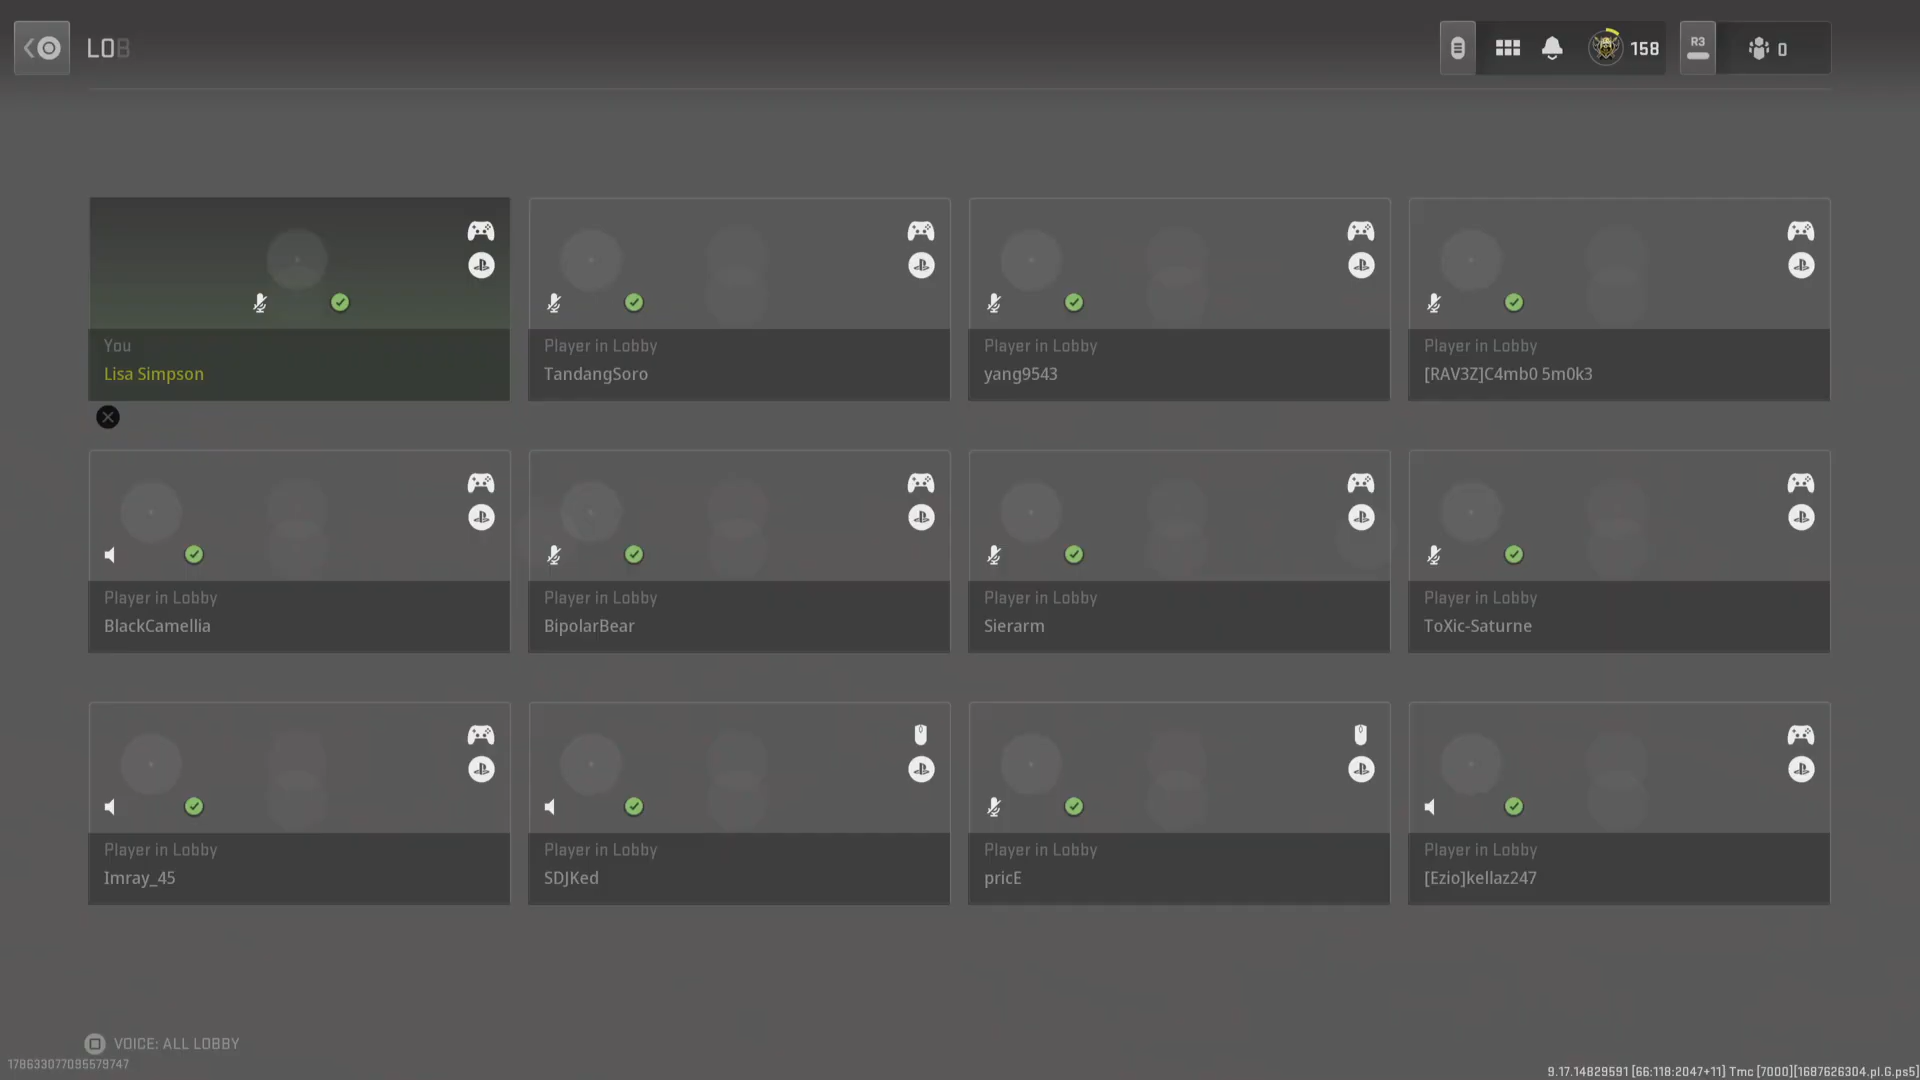 LOB
158
R3
0
You
Lisa Simpson
Player in Lobby
TandangSoro
Player in Lobby
yang9543
Player in Lobby
[RAV3Z]C4mb0 5m0k3
Player in Lobby
BlackCamellia
Player in Lobby
BipolarBear
Player in Lobby
Sierarm
Player in Lobby
ToXic-Saturne
Player in Lobby
Imray_45
Player in Lobby
SDJKed
Player in Lobby
pricE
Player in Lobby
[Ezio]kellaz247
VOICE: ALL LOBBY
178633077095579747
9.17.14829591 [66:118:2047+11] Tmc [7000][1687626304.pl.G.ps5]